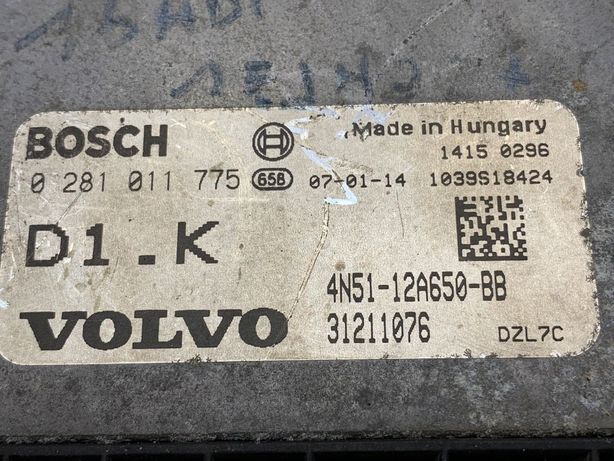 BOSCH
Made in Hungary
1415 0296
0 281 011 775 65B 07-01-14 1039S18424
D1.K
4N51-12A650-BB
VOLVO
31211076
DZL7C